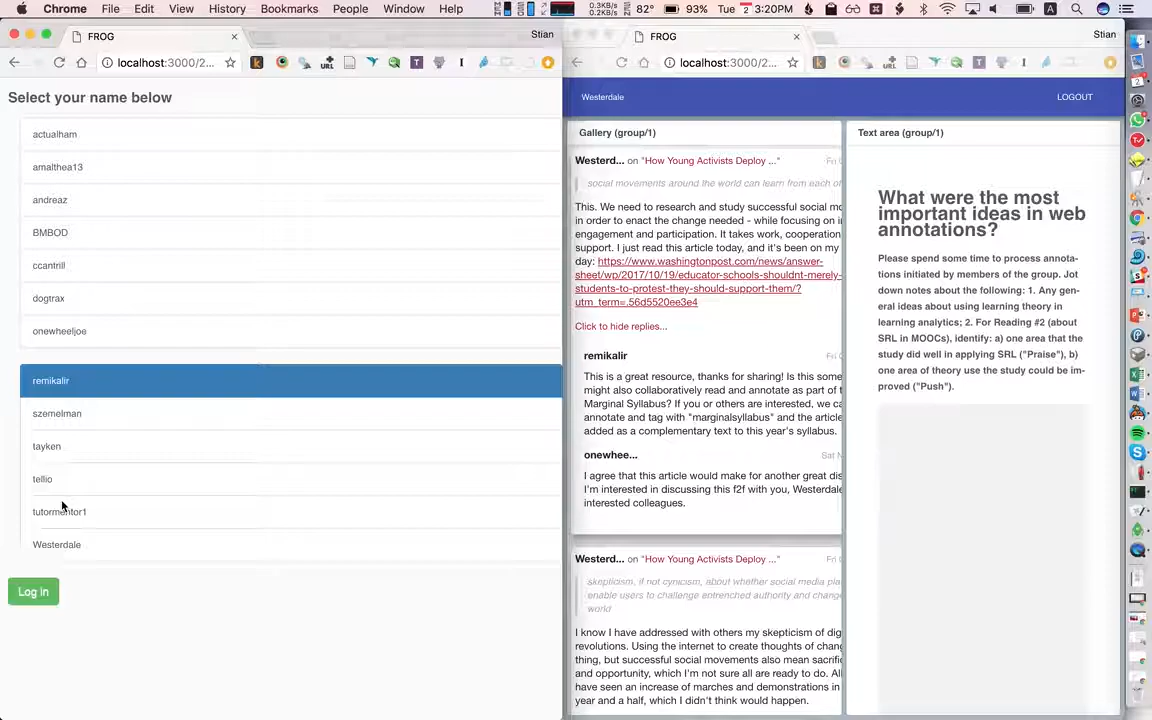 Chrome File Edit View History Bookmarks People Window Help 0.3KB/s 0.2KB/s 82° 93% Tue 2 3:20PM
FROG
Stian
localhost:3000/2...
Select your name below
actualham
amalthea13
andreaz
BMBOD
ccantrill
dogtrax
onewheeljoe
remikalir
szemelman
tayken
tellio
tutormentor1
Westerdale
Log in
FROG
Stian
localhost:3000/2...
Westerdale
LOGOUT
Gallery (group/1)
Westerd... on "How Young Activists Deploy ..."
social movements around the world can learn from each
This. We need to research and study successful social
in order to enact the change needed - while focusing on
engagement and participation. It takes work, cooperation
support. I just read this article today, and it's been on my
day: https://www.washingtonpost.com/news/answer-
sheet/wp/2017/10/19/educator-schools-shouldnt-merely-
students-to-protest-they-should-support-them/?
utm_term=.56d5520ee3e4
Click to hide replies...
remikalir
This is a great resource, thanks for sharing! Is this some
might also collaboratively read and annotate as part of
Marginal Syllabus? If you or others are interested, we
annotate and tag with "marginalsyllabus" and the article
added as a complementary text to this year's syllabus.
onewhee...
Sat
I agree that this article would make for another great
I'm interested in discussing this f2f with you, Westerdale
interested colleagues.
Westerd... on "How Young Activists Deploy ..."
skepticism, if not cynicism, about whether social media
enable users to challenge entrenched authority and
world
I know I have addressed with others my skepticism of
revolutions. Using the internet to create thoughts of
thing, but successful social movements also mean
and opportunity, which I'm not sure all are ready to do.
have seen an increase of marches and demonstrations in
year and a half, which I didn't think would happen.
Text area (group/1)
What were the most
important ideas in web
annotations?
Please spend some time to process annota-
tions initiated by members of the group. Jot
down notes about the following: 1. Any gen-
eral ideas about using learning theory in
learning analytics; 2. For Reading #2 (about
SRL in MOOCs), identify: a) one area that the
study did well in applying SRL ("Praise"), b)
one area of theory use the study could be im-
proved ("Push").